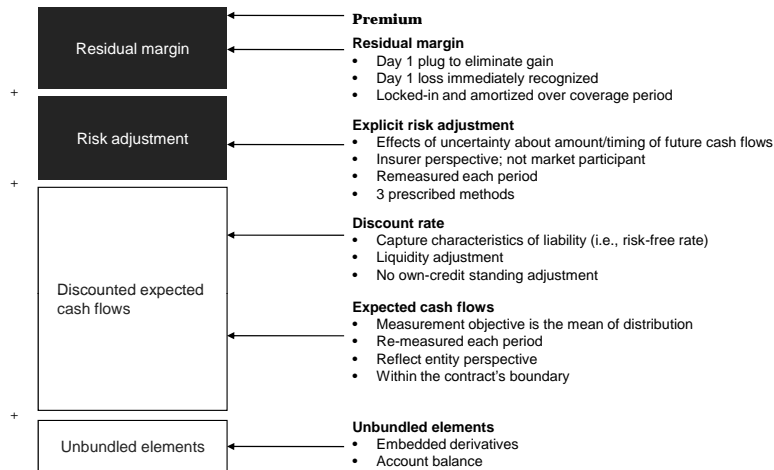 Premium
Residual margin
Residual margin
• Day 1 plug to eliminate gain
• Day 1 loss immediately recognized
• Locked-in and amortized over coverage period
+
Risk adjustment
Explicit risk adjustment
• Effects of uncertainty about amount/timing of future cash flows
• Insurer perspective; not market participant
• Remeasured each period
• 3 prescribed methods
+
Discounted expected
cash flows
Discount rate
• Capture characteristics of liability (i.e., risk-free rate)
• Liquidity adjustment
• No own-credit standing adjustment
Expected cash flows
• Measurement objective is the mean of distribution
• Re-measured each period
• Reflect entity perspective
• Within the contract's boundary
+
Unbundled elements
Unbundled elements
• Embedded derivatives
• Account balance